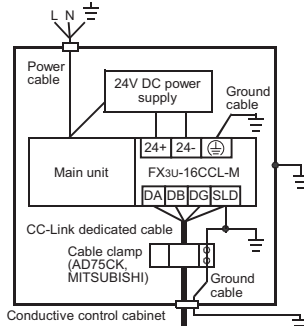 L N
Power
cable
24V DC power
supply
Ground
cable
24+ 24-
Main unit
FX3U-16CCL-M
DA DB DG SLD
CC-Link dedicated cable
Cable clamp
(AD75CK,
MITSUBISHI)
Ground
cable
Conductive control cabinet